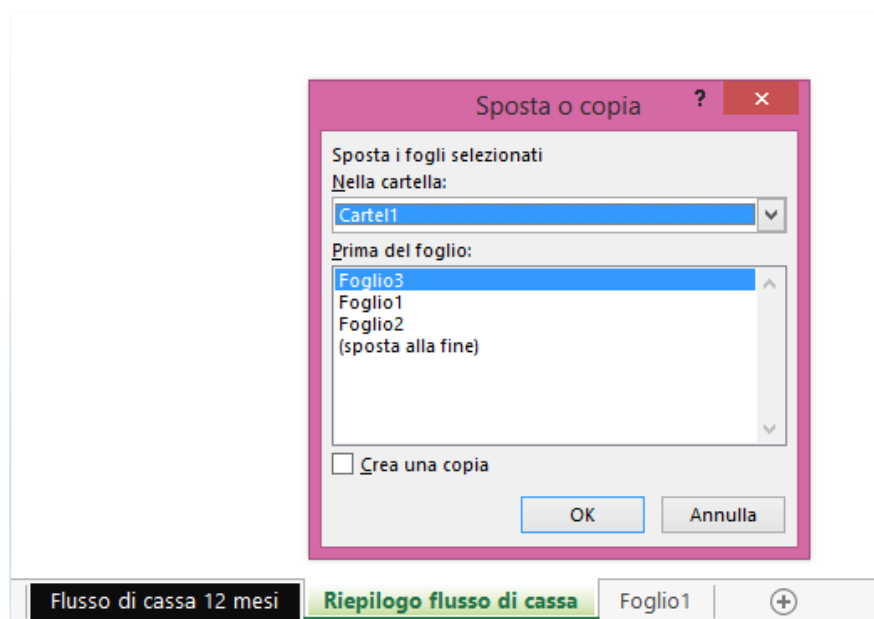 Sposta o copia ?
Sposta i fogli selezionati
Nella cartella:
Cartel1
Prima del foglio:
Foglio3
Foglio1
Foglio2
(sposta alla fine)
Crea una copia
OK Annulla
Flusso di cassa 12 mesi Riepilogo flusso di cassa Foglio1